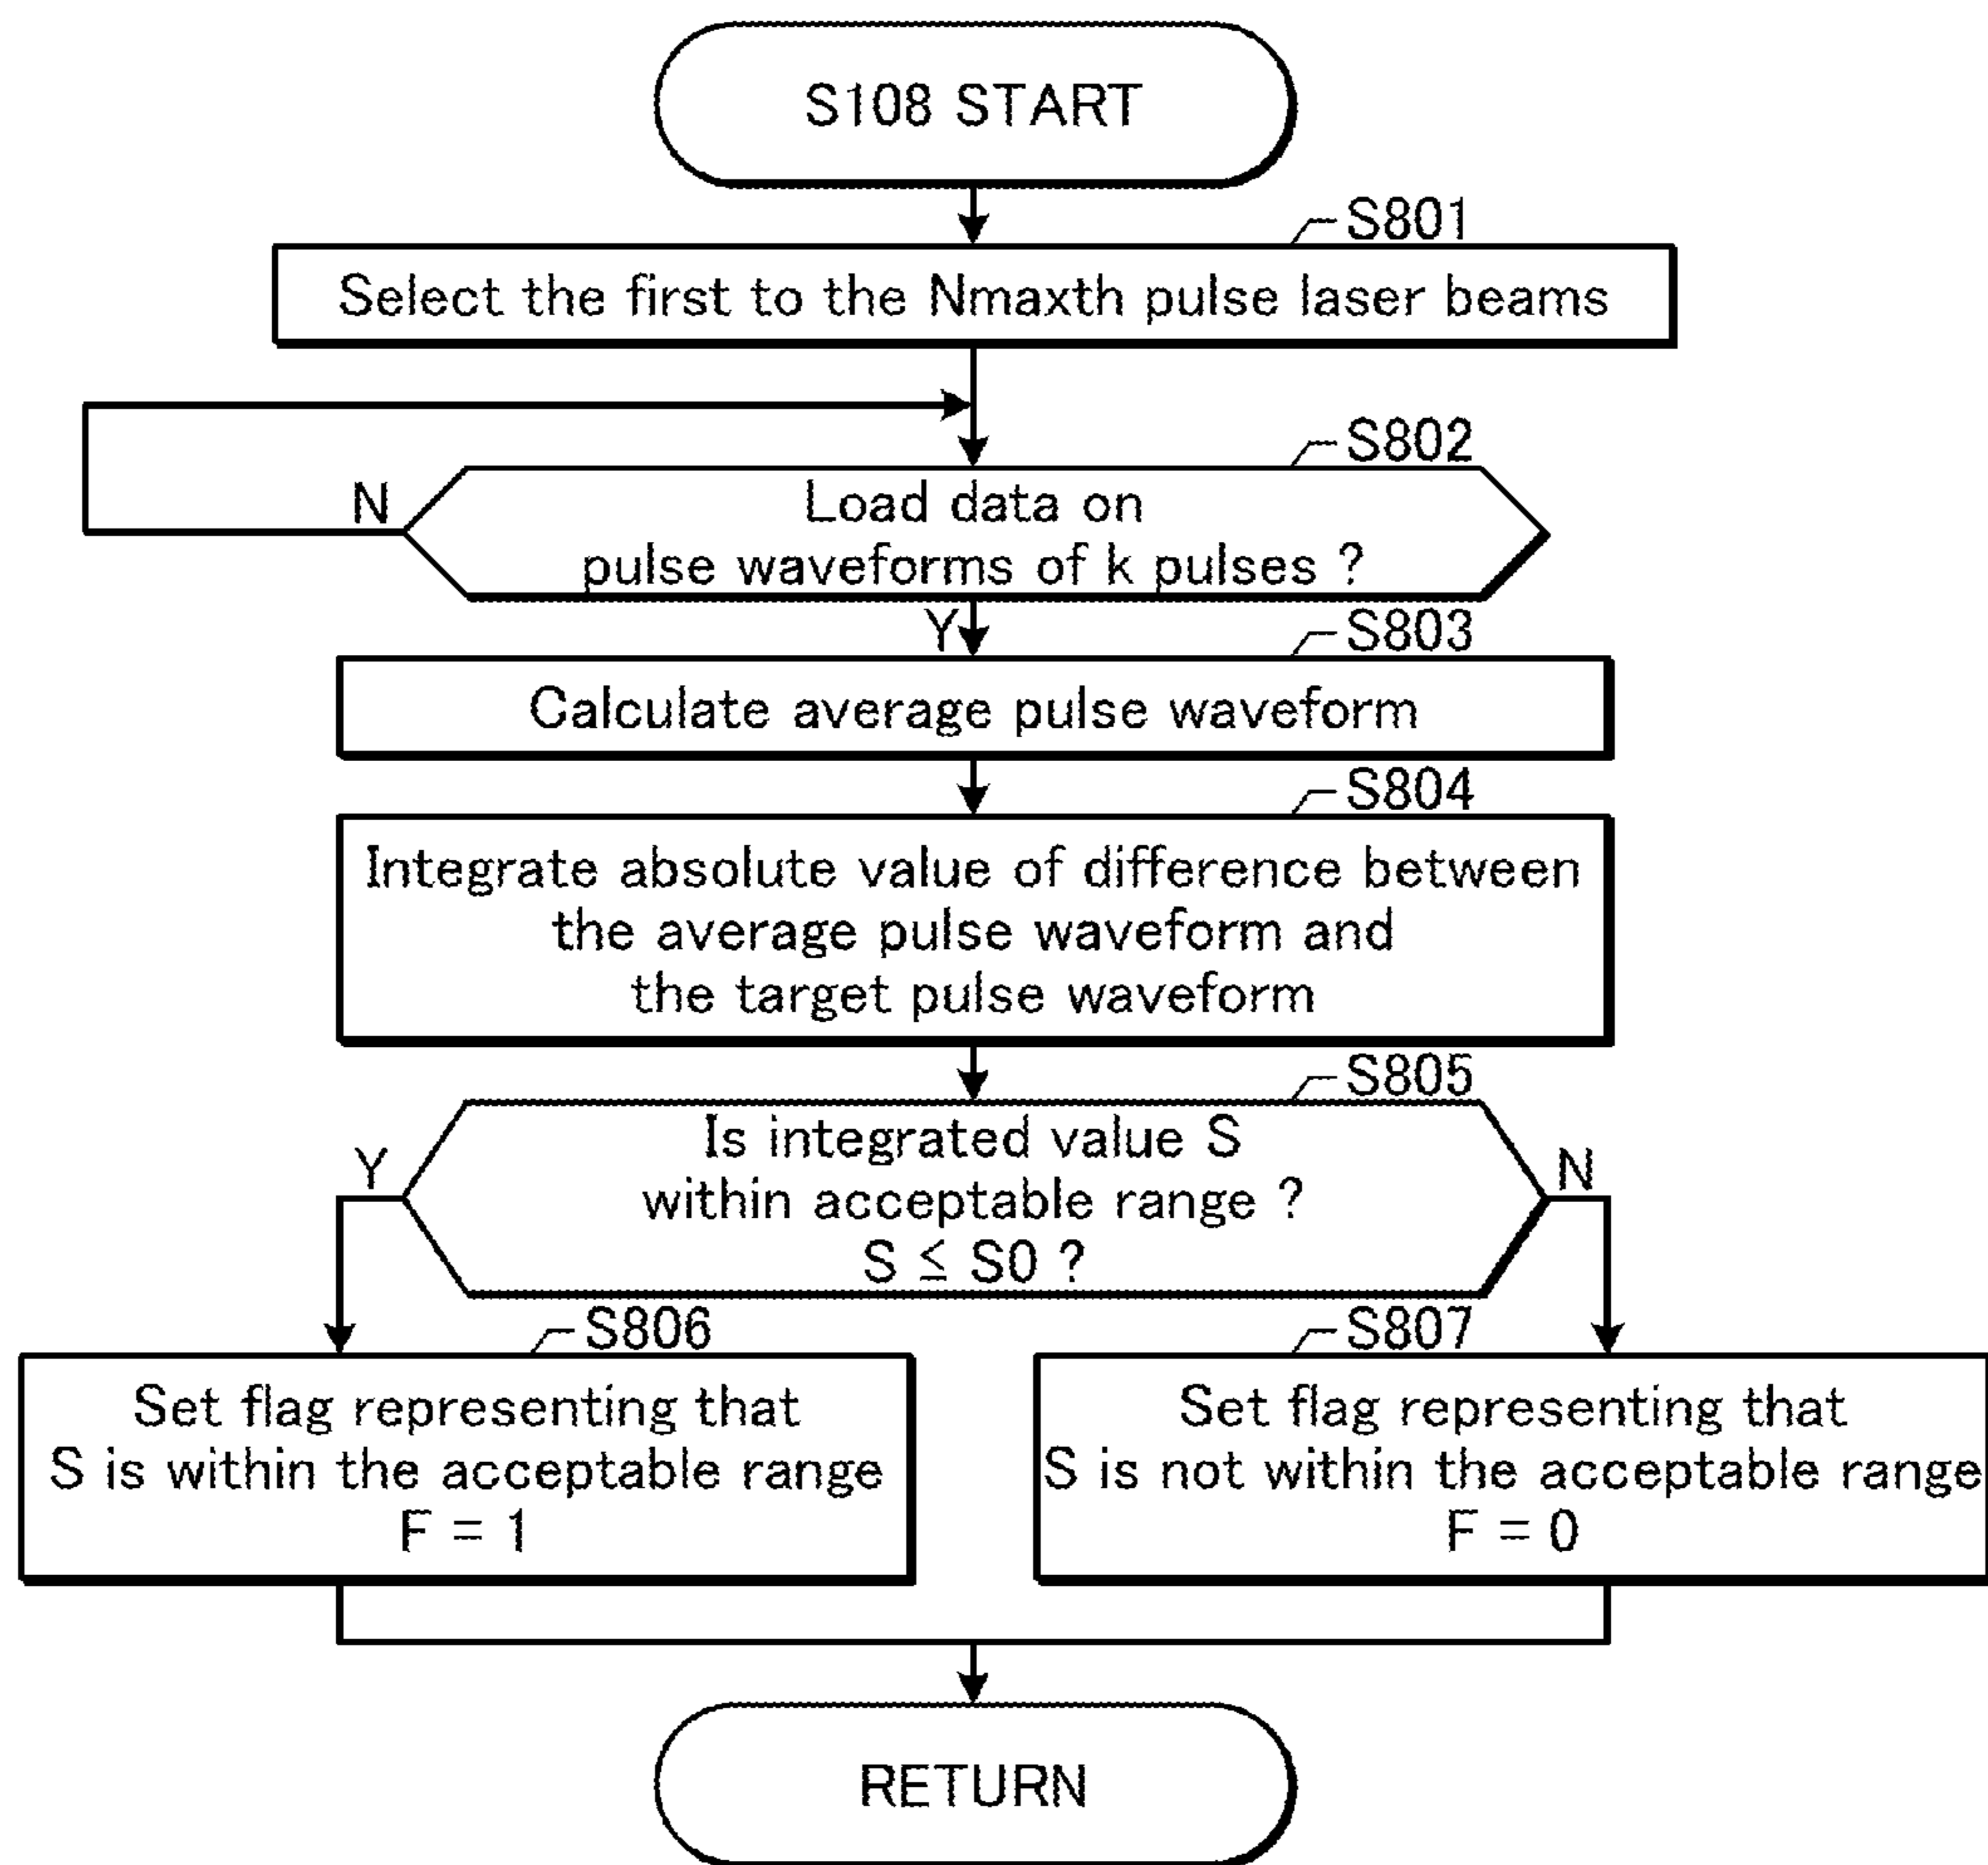 S108 START
S801
Select the first to the Nmaxth pulse laser beams
S802
N
Load data on
pulse waveforms of k pulses ?
Y
S803
Calculate average pulse waveform
S804
Integrate absolute value of difference between
the average pulse waveform and
the target pulse waveform
S805
Is integrated value S
Y
N
within acceptable range ?
S ≤ S0 ?
S806
Set flag representing that
S is within the acceptable range
F = 1
S807
Set flag representing that
S is not within the acceptable range
F = 0
RETURN